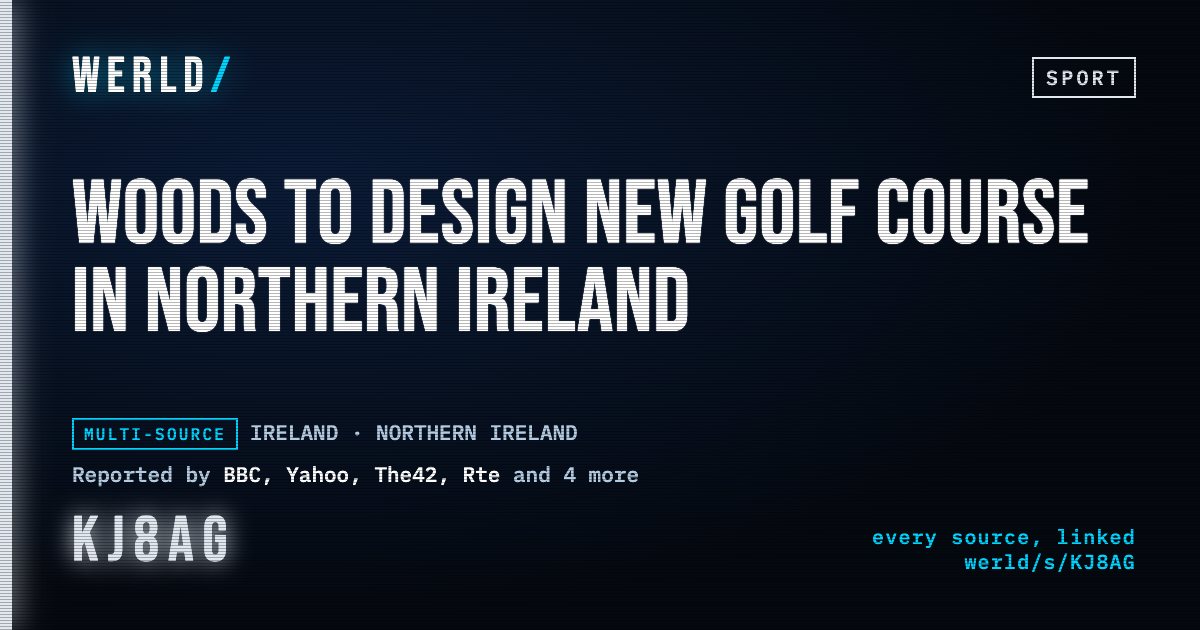 WERLD/
SPORT
WOODS TO DESIGN NEW GOLF COURSE
IN NORTHERN IRELAND
MULTI-SOURCE IRELAND · NORTHERN IRELAND
Reported by BBC, Yahoo, The42, Rte and 4 more
KJ8AG
every source, linked
werld/s/KJ8AG